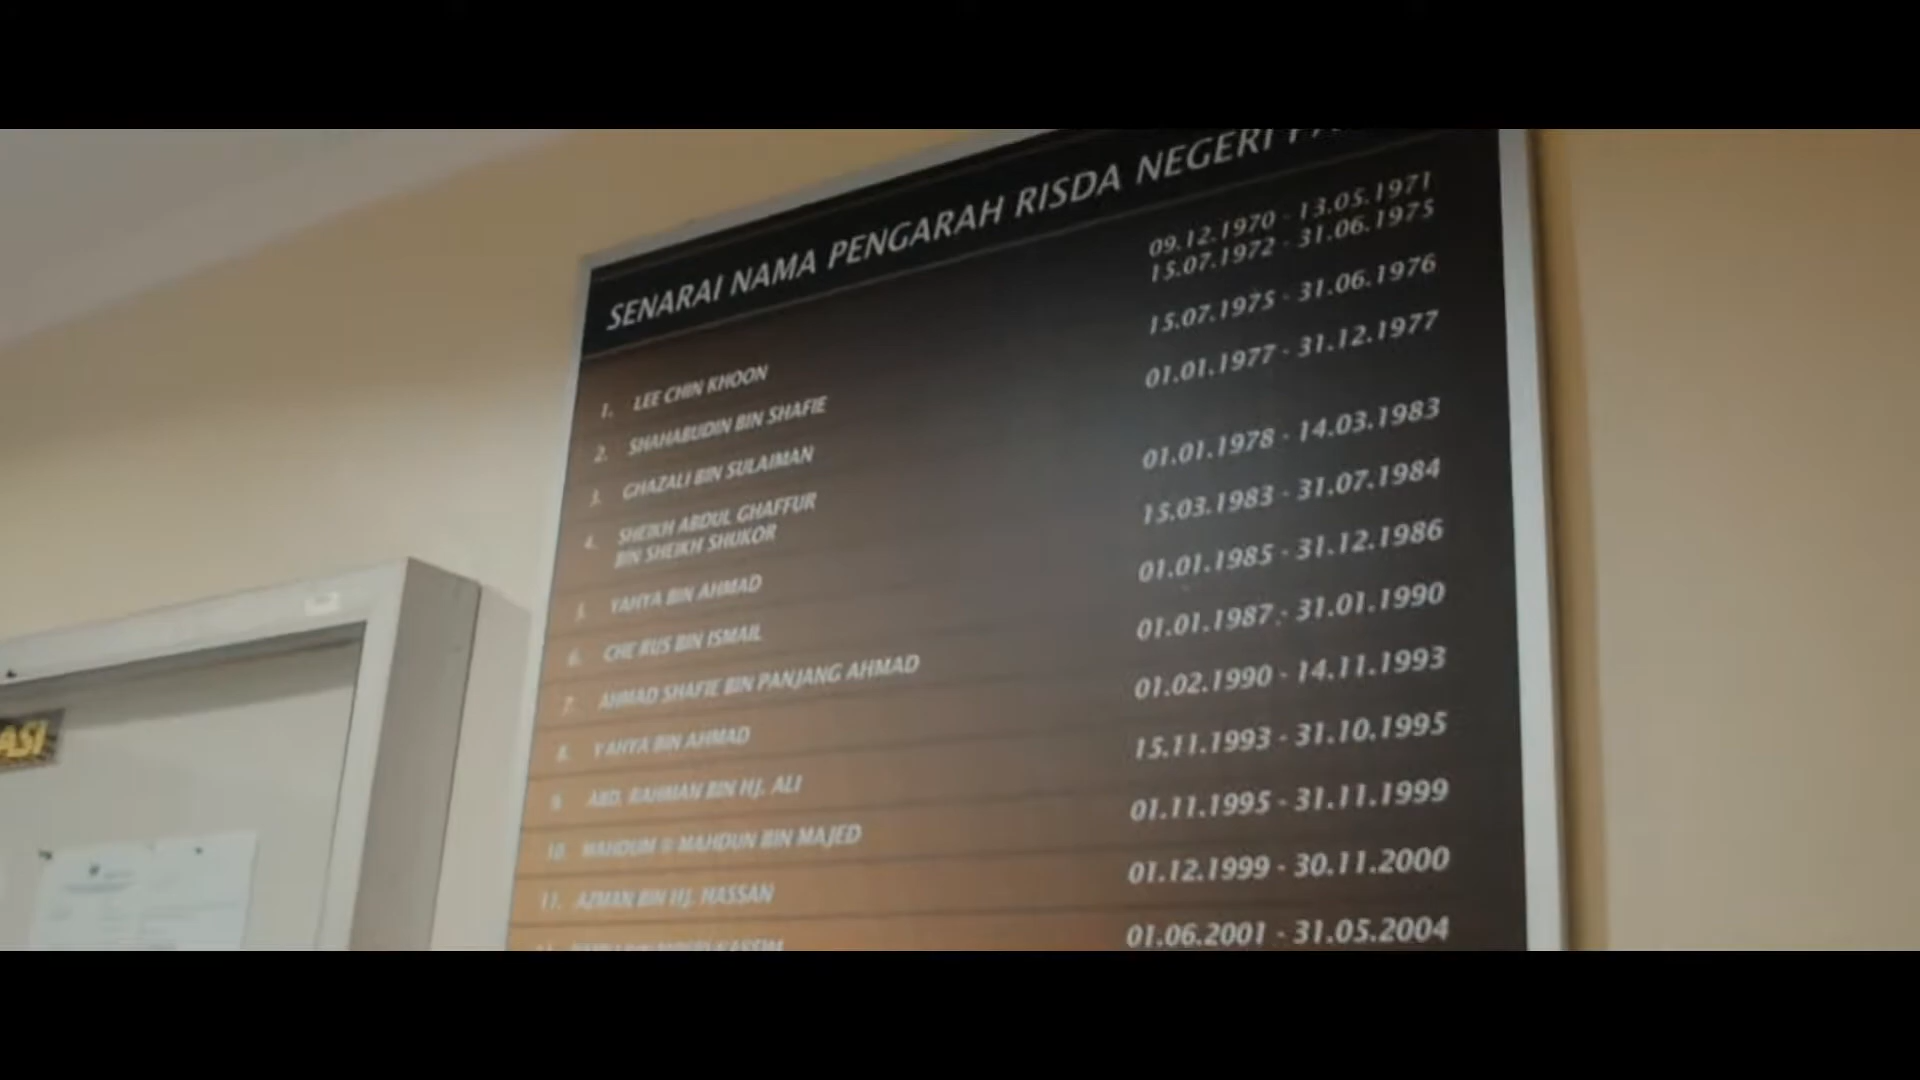 SENARAI NAMA PENGARAH RISDA NEGERI
1. LEE CHIN KHOON 09.12.1970 - 13.05.1971
2. SHAHABUDIN BIN SHAFIE 15.07.1972 - 31.06.1975
3. GHAZALI BIN SULAIMAN 15.07.1975 - 31.06.1976
4. SHEIKH ABDUL GHAFFUR 01.01.1977 - 31.12.1977
BIN SHEIKH SHUKOR
5. YAHYA BIN AHMAD 01.01.1978 - 14.03.1983
6. CHE RUS BIN ISMAIL 15.03.1983 - 31.07.1984
7. AHMAD SHAFIE BIN PANJANG AHMAD 01.01.1985 - 31.12.1986
8. YAHYA BIN AHMAD 01.01.1987 - 31.01.1990
9. ABD. RAHMAN BIN HJ. ALI 01.02.1990 - 14.11.1993
10. MAHDUM @ MAHDUN BIN MAJED 15.11.1993 - 31.10.1995
11. AZMAN BIN HJ. HASSAN 01.11.1995 - 31.11.1999
01.12.1999 - 30.11.2000
01.06.2001 - 31.05.2004
ASI